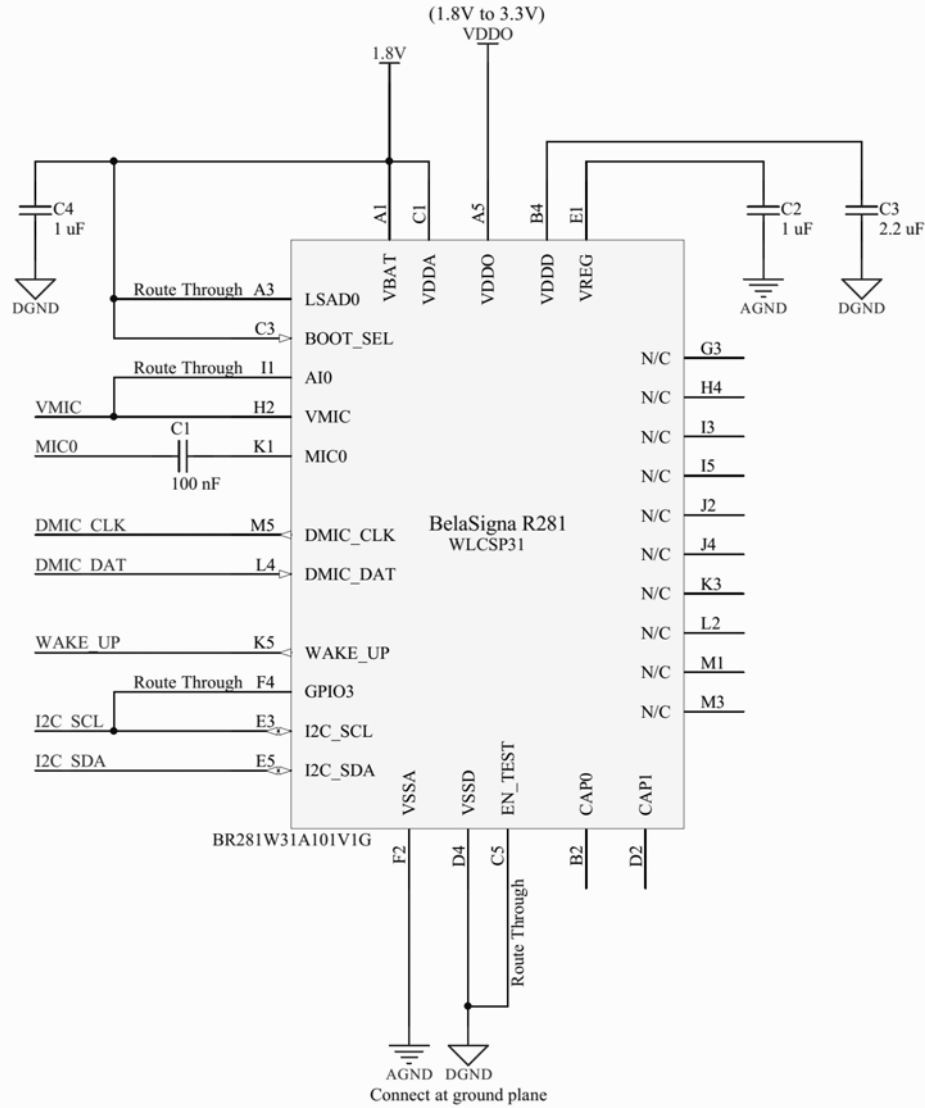 (1.8V to 3.3V)
VDDO
1.8V
C4
1 uF
DGND
A1
C1
A5
B4
E1
C2
1 uF
AGND
C3
2.2 uF
DGND
VBAT
VDDA
VDDO
VDDD
VREG
Route Through A3 LSAD0
C3 BOOT_SEL
Route Through I1 AI0
VMIC H2 VMIC
C1
MIC0 K1 MIC0
100 nF
DMIC_CLK M5 DMIC_CLK
DMIC_DAT L4 DMIC_DAT
WAKE_UP K5 WAKE_UP
Route Through F4 GPIO3
I2C_SCL E3 I2C_SCL
I2C_SDA E5 I2C_SDA
BelaSigna R281
WLCSP31
N/C G3
N/C H4
N/C I3
N/C I5
N/C J2
N/C J4
N/C K3
N/C L2
N/C M1
N/C M3
VSSA
VSSD
EN_TEST
CAP0
CAP1
BR281W31A101V1G
F2
D4
C5
B2
D2
Route Through
AGND DGND
Connect at ground plane